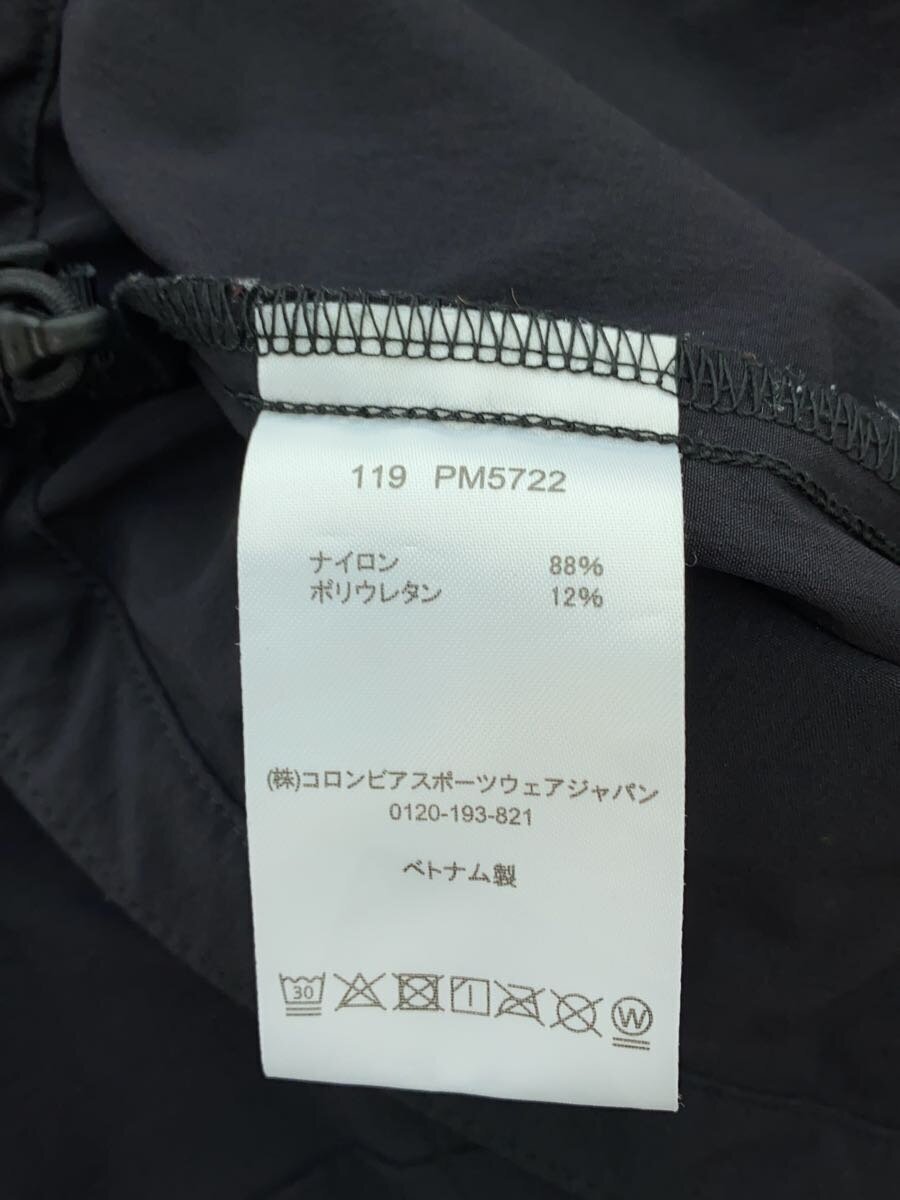 119 PM5722
ナイロン 88%
ポリウレタン 12%
(株)コロンビアスポーツウェアジャパン
0120-193-821
ベトナム製
30 W